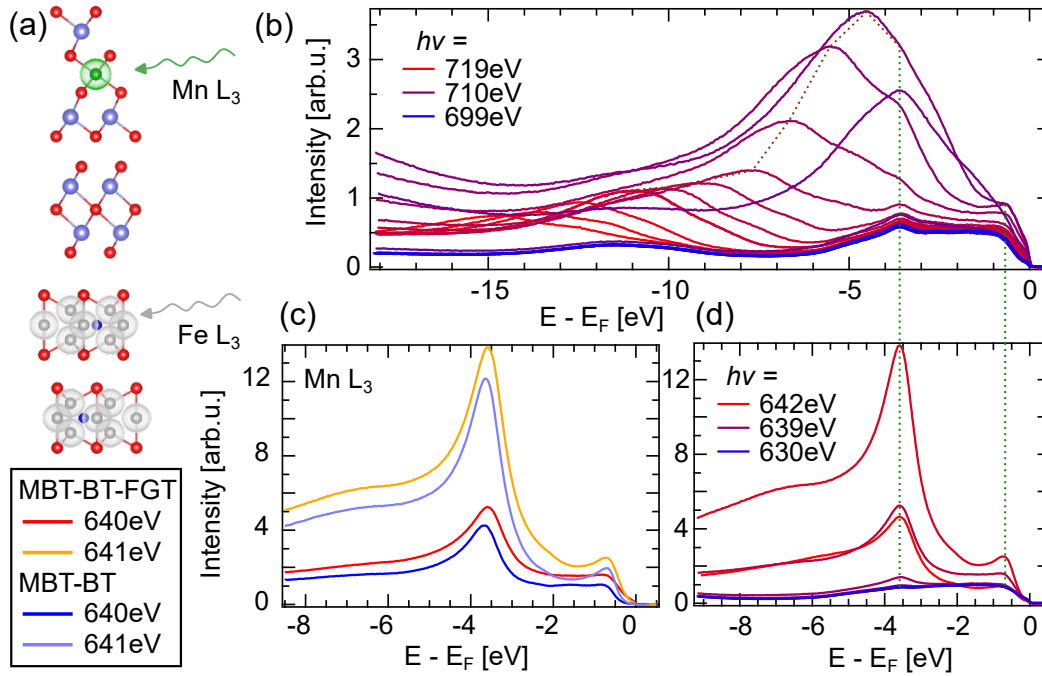 (a)
Mn L3
Fe L3
MBT-BT-FGT
640eV
641eV
MBT-BT
640eV
641eV
(b)
hν =
719eV
710eV
699eV
Intensity [arb.u.]
3
2
1
0
-15
-10
-5
0
E - EF [eV]
(c)
Mn L3
Intensity [arb.u.]
12
8
4
0
-8
-6
-4
-2
0
E - EF [eV]
(d)
hν =
642eV
639eV
630eV
12
8
4
0
-8
-6
-4
-2
0
E - EF [eV]